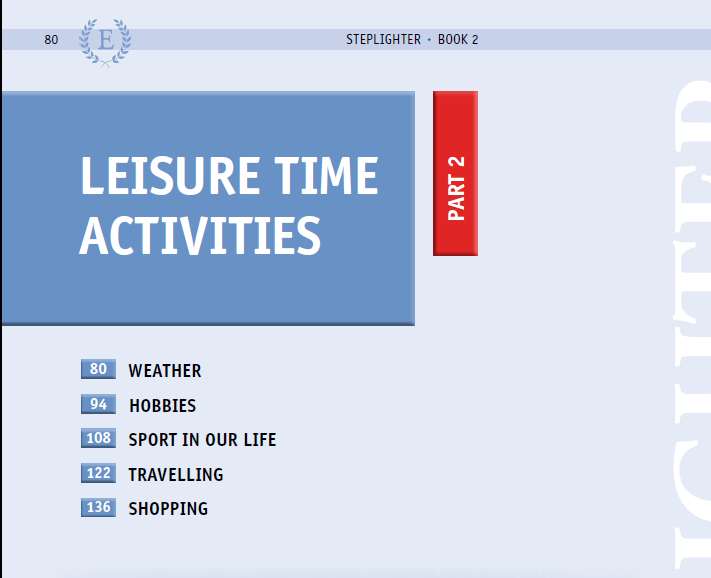 80 E STEPLIGHTER • BOOK 2
LEISURE TIME
ACTIVITIES
PART 2
80 WEATHER
94 HOBBIES
108 SPORT IN OUR LIFE
122 TRAVELLING
136 SHOPPING